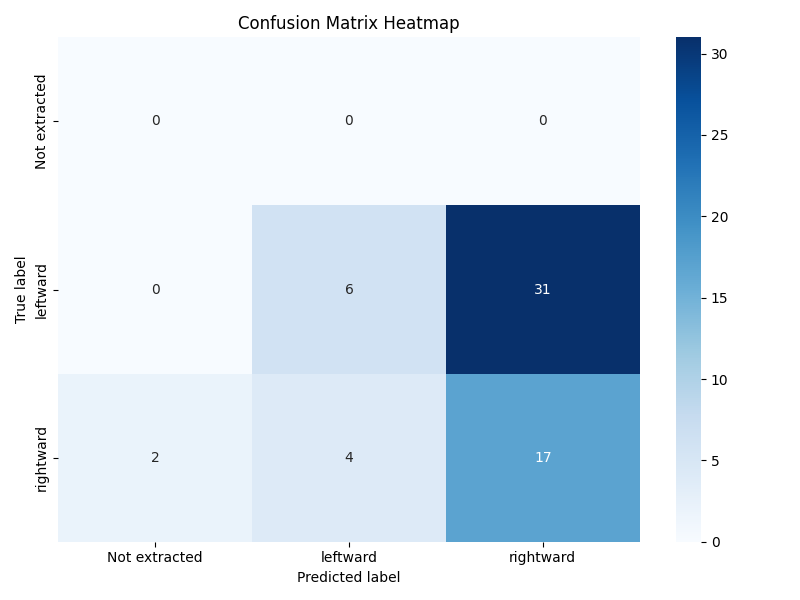 Confusion Matrix Heatmap
True label
Not extracted
leftward
rightward
0 0 0
0 6 31
2 4 17
Not extracted leftward rightward
Predicted label
30
25
20
15
10
5
0